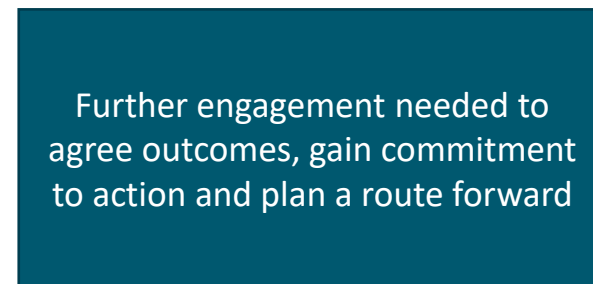 Further engagement needed to
agree outcomes, gain commitment
to action and plan a route forward